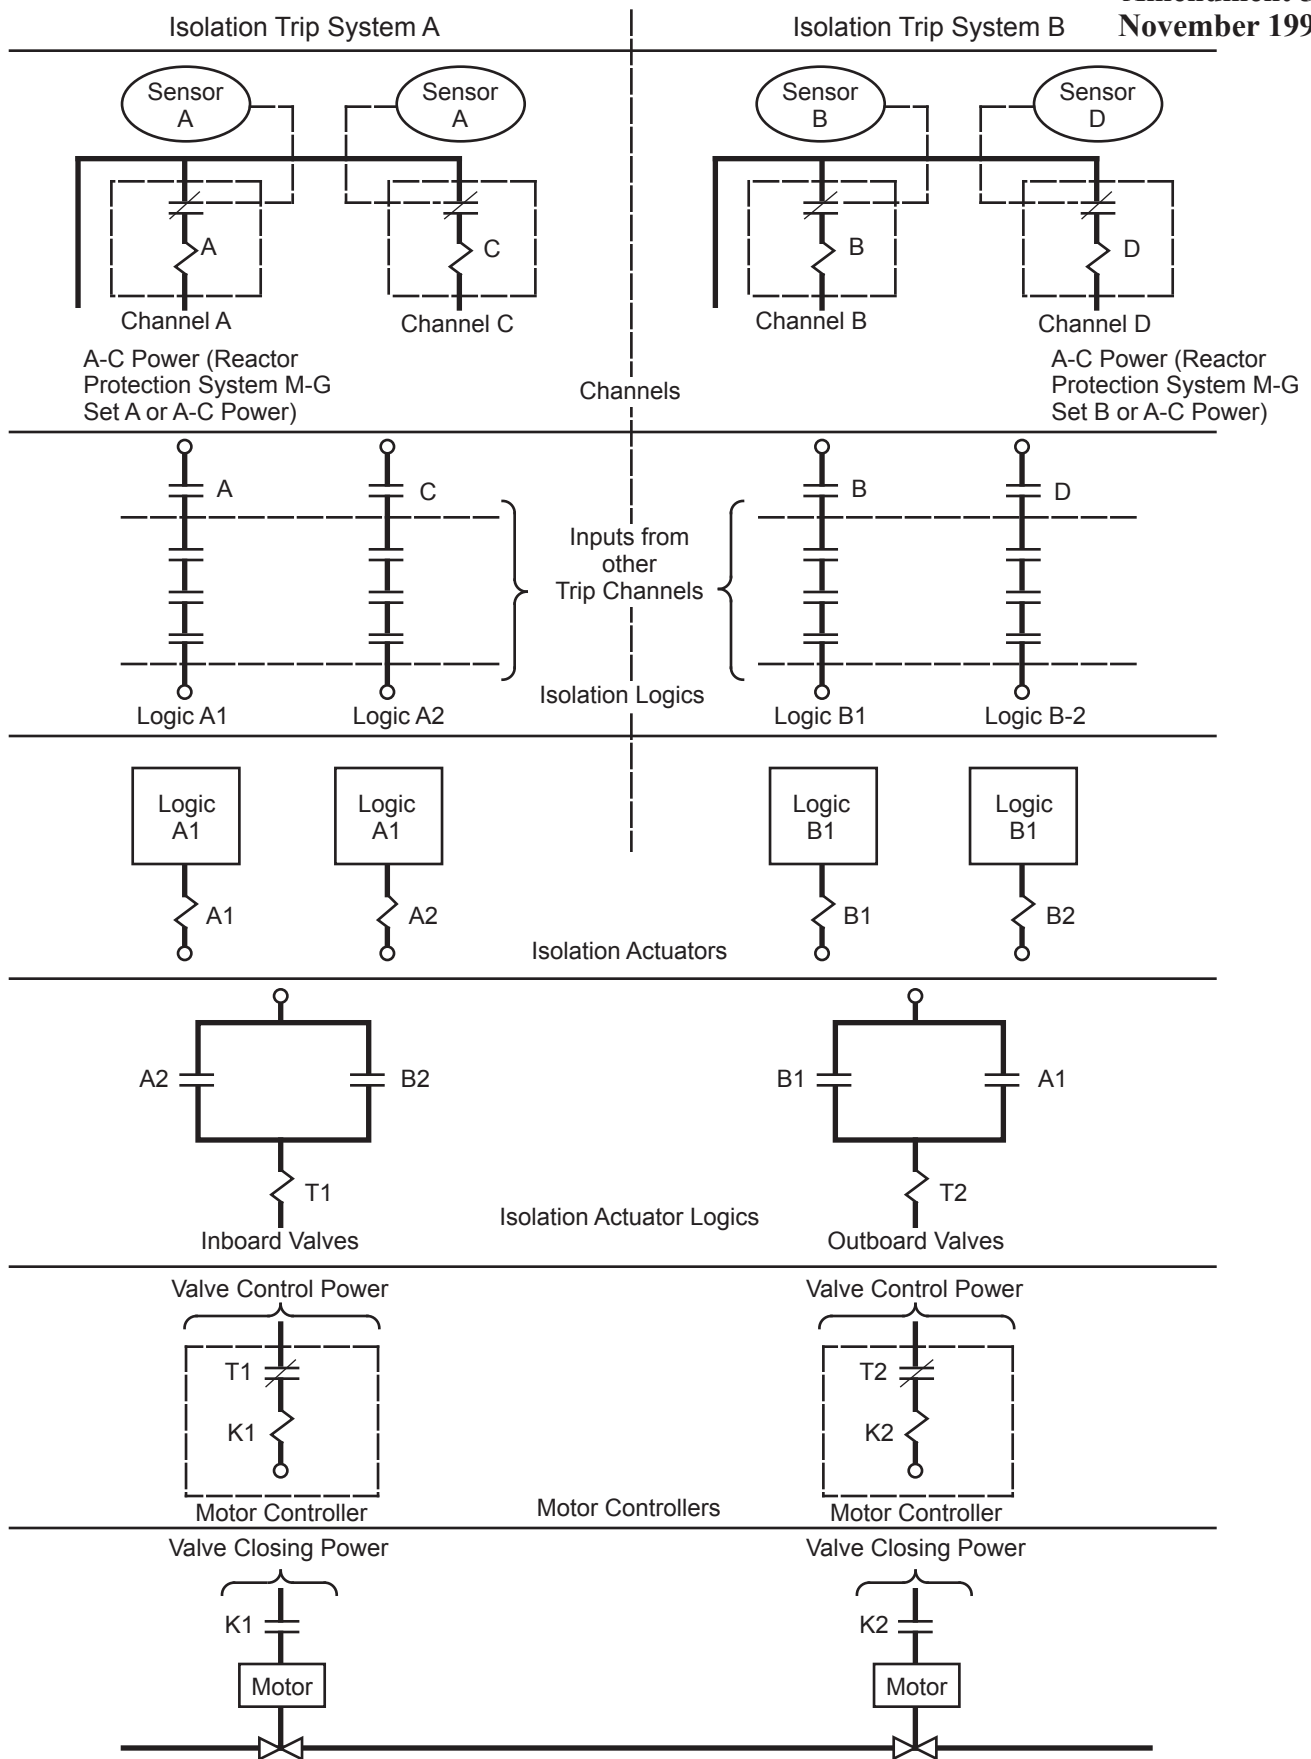 November 199
Isolation Trip System A
Isolation Trip System B
Sensor
A
Sensor
A
Sensor
B
Sensor
D
A
C
B
D
Channel A
Channel C
Channel B
Channel D
A-C Power (Reactor
Protection System M-G
Set A or A-C Power)
Channels
A-C Power (Reactor
Protection System M-G
Set B or A-C Power)
A
C
B
D
Inputs from
other
Trip Channels
Isolation Logics
Logic A1
Logic A2
Logic B1
Logic B-2
Logic
A1
Logic
A1
Logic
B1
Logic
B1
A1
A2
B1
B2
Isolation Actuators
A2
B2
B1
A1
T1
T2
Isolation Actuator Logics
Inboard Valves
Outboard Valves
Valve Control Power
Valve Control Power
T1
T2
K1
K2
Motor Controller
Motor Controllers
Motor Controller
Valve Closing Power
Valve Closing Power
K1
K2
Motor
Motor